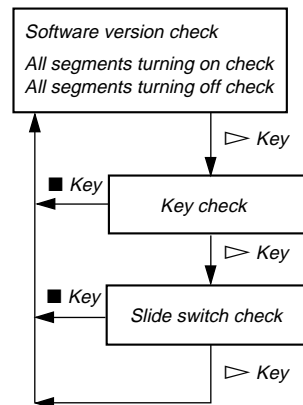 Software version check
All segments turning on check
All segments turning off check
▷ Key
■ Key
Key check
▷ Key
■ Key
Slide switch check
▷ Key